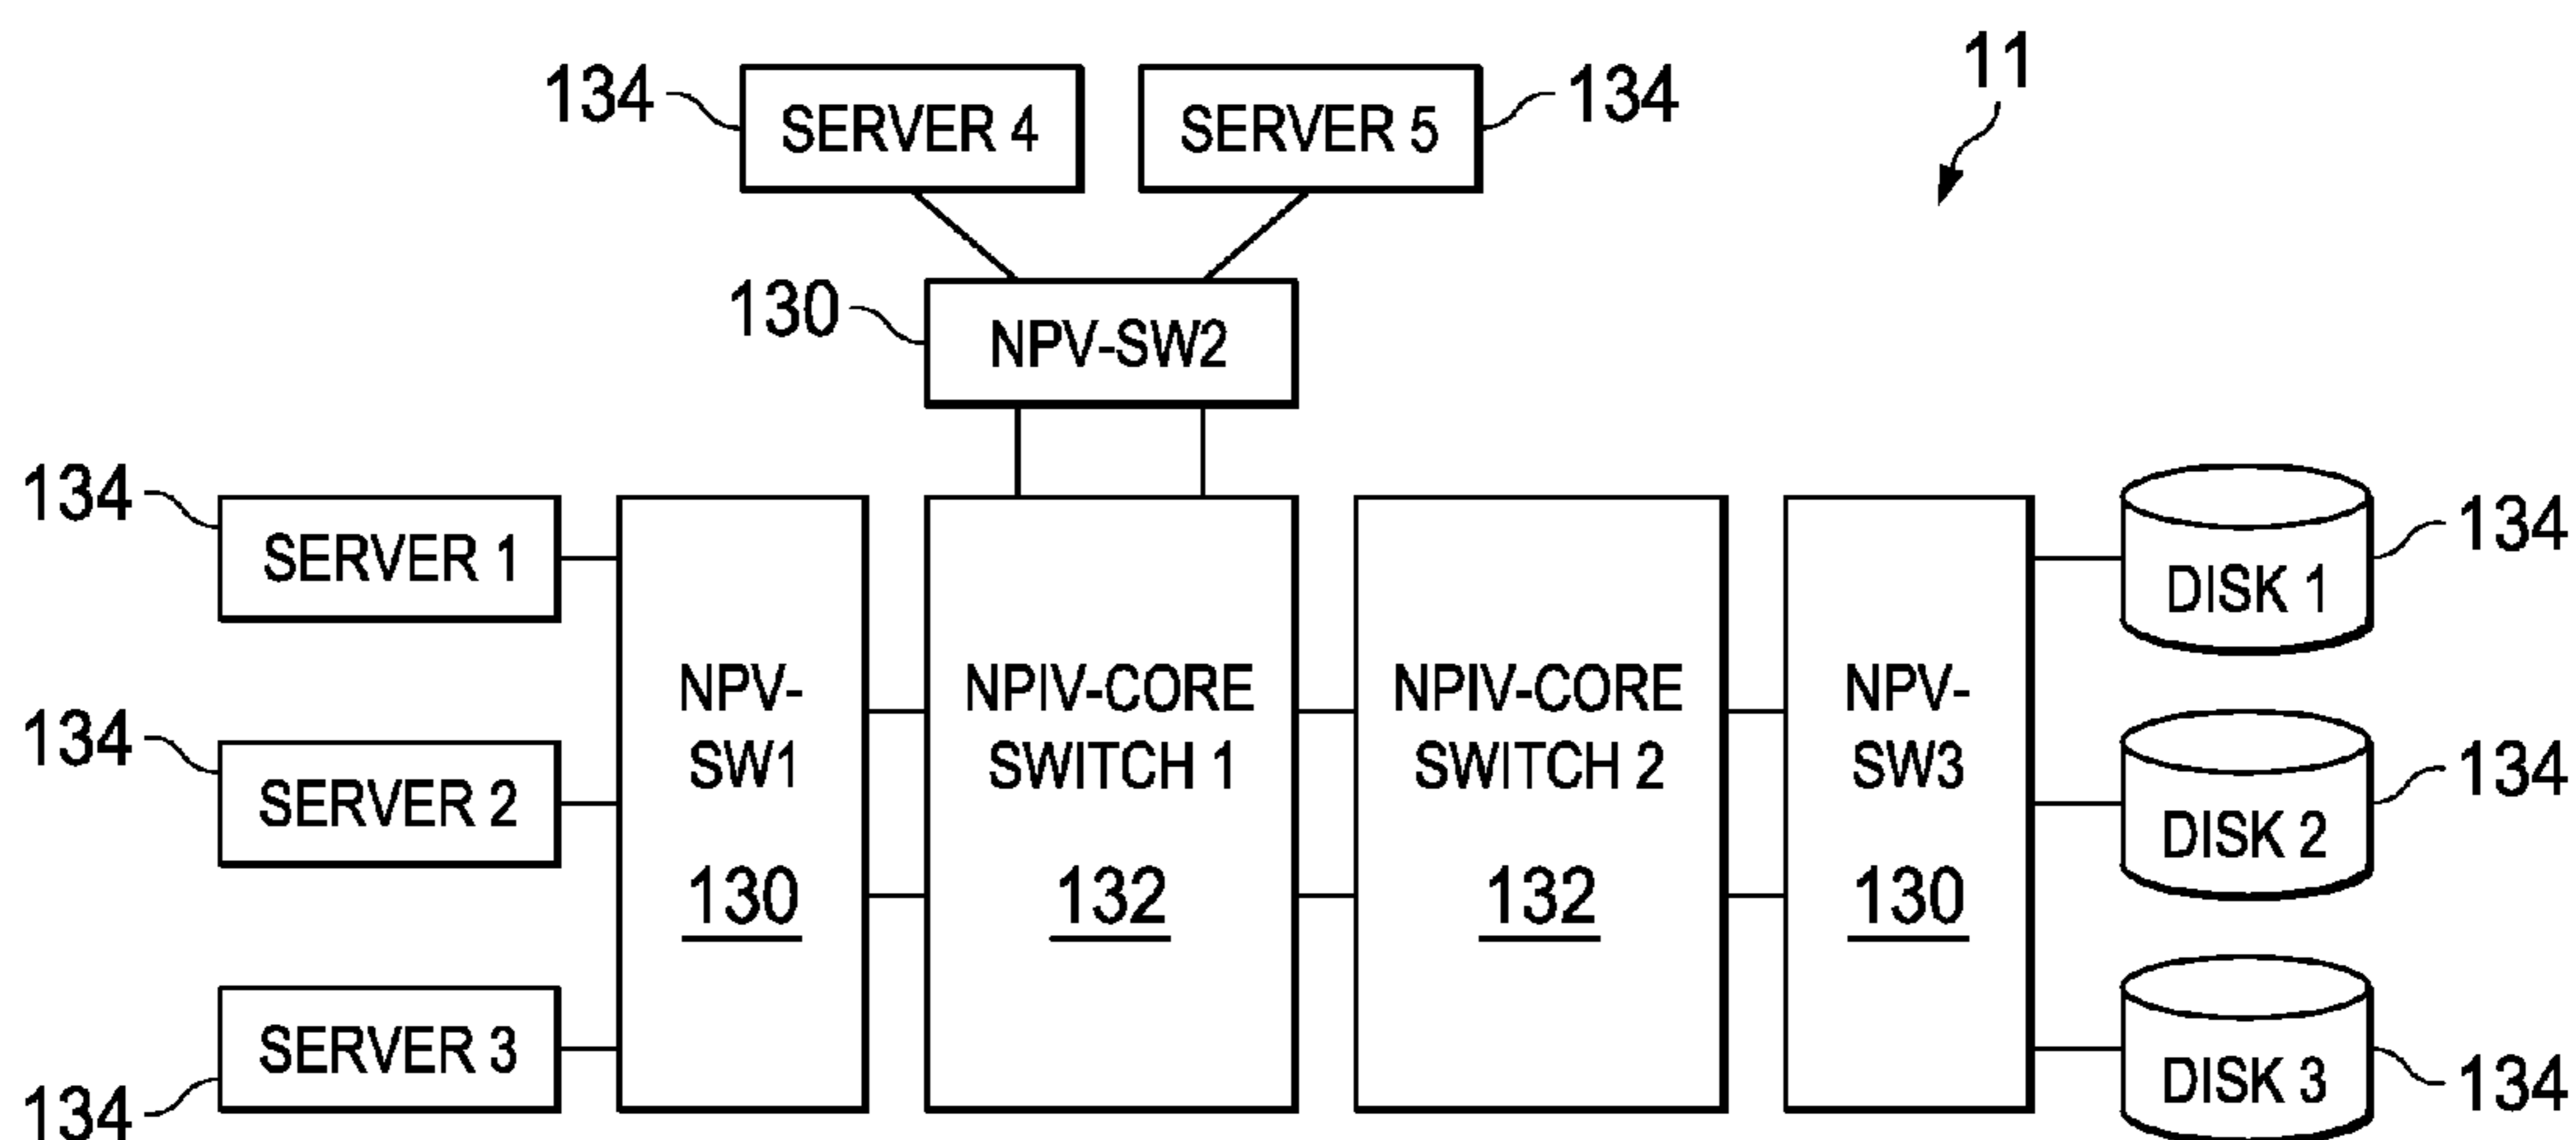 11
134
SERVER 4
SERVER 5
134
130
NPV-SW2
134
SERVER 1
134
SERVER 2
134
SERVER 3
NPV-
SW1
130
NPIV-CORE
SWITCH 1
132
NPIV-CORE
SWITCH 2
132
NPV-
SW3
130
DISK 1
134
DISK 2
134
DISK 3
134